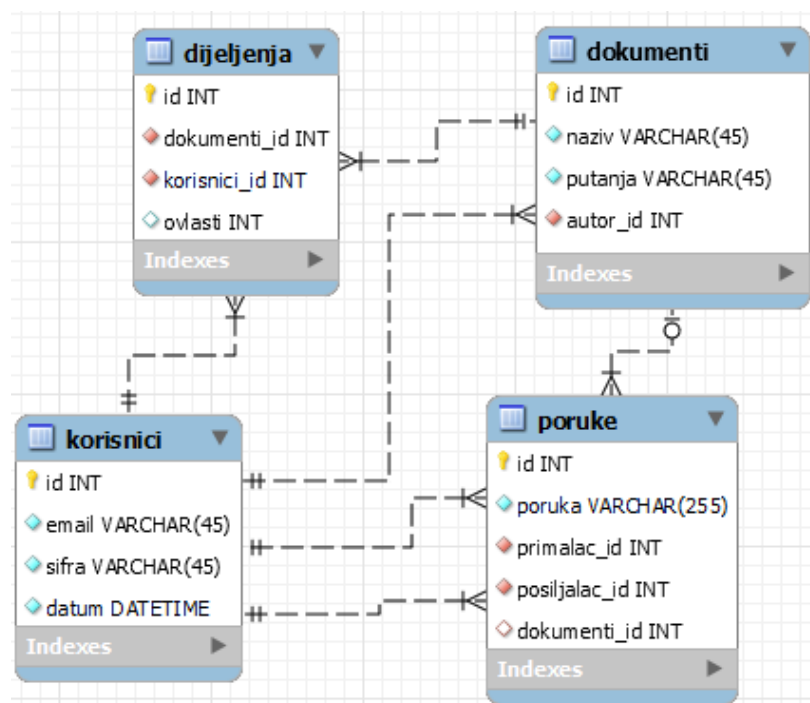 dijeljenja
id INT
dokumenti_id INT
korisnici_id INT
ovlasti INT
Indexes
dokumenti
id INT
naziv VARCHAR(45)
putanja VARCHAR(45)
autor_id INT
Indexes
korisnici
id INT
email VARCHAR(45)
sifra VARCHAR(45)
datum DATETIME
Indexes
poruke
id INT
poruka VARCHAR(255)
primalac_id INT
posiljalac_id INT
dokumenti_id INT
Indexes